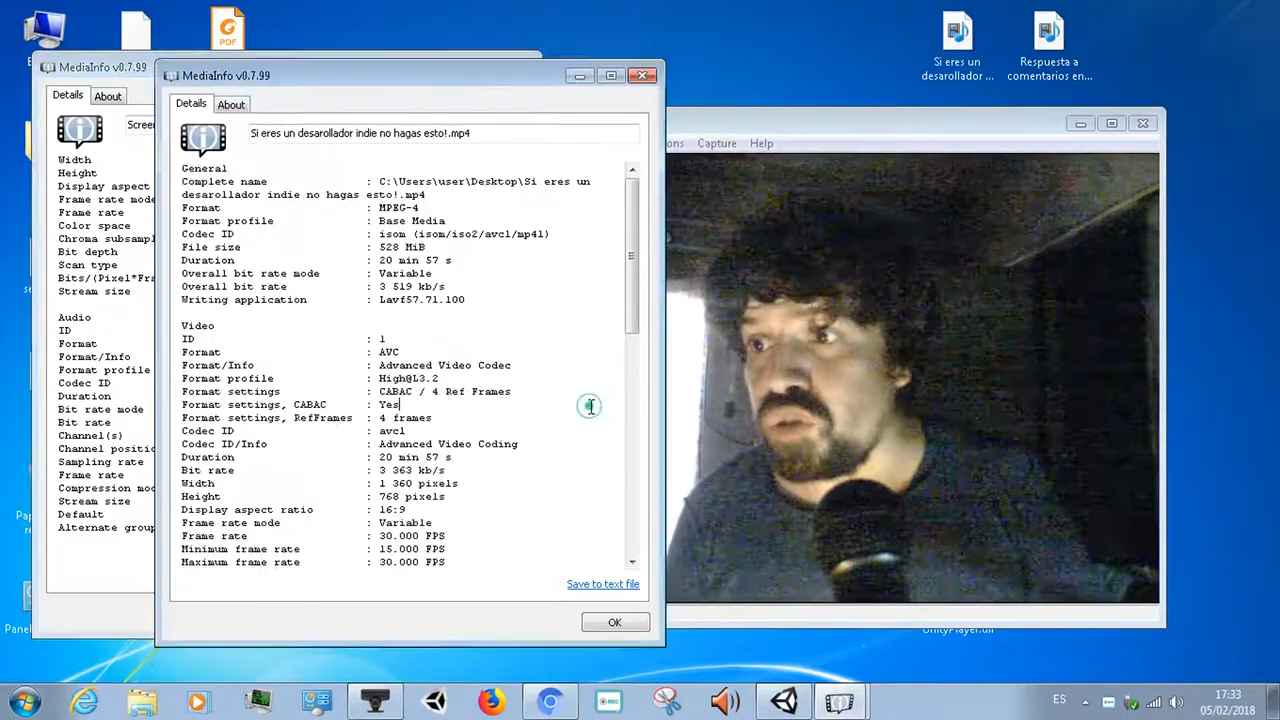 PDF
Si eres un
desarollador ...
Respuesta a
comentarios en...
MediaInfo v0.7.99
Details
About
Screen
Width
Height
Display aspect
Frame rate mode
Frame rate
Color space
Chroma subsampl
Bit depth
Scan type
Bits/(Pixel*Fra
Stream size
Audio
ID
Format
Format/Info
Format profile
Codec ID
Duration
Bit rate mode
Bit rate
Channel(s)
Channel positio
Sampling rate
Frame rate
Compression mod
Stream size
Default
Alternate group
MediaInfo v0.7.99
Details
About
Si eres un desarollador indie no hagas esto!.mp4
General
Complete name : C:\Users\user\Desktop\Si eres un
desarollador indie no hagas esto!.mp4
Format : MPEG-4
Format profile : Base Media
Codec ID : isom (isom/iso2/avc1/mp41)
File size : 528 MiB
Duration : 20 min 57 s
Overall bit rate mode : Variable
Overall bit rate : 3 519 kb/s
Writing application : Lavf57.71.100
Video
ID : 1
Format : AVC
Format/Info : Advanced Video Codec
Format profile : High@L3.2
Format settings : CABAC / 4 Ref Frames
Format settings, CABAC : Yes
Format settings, RefFrames : 4 frames
Codec ID : avc1
Codec ID/Info : Advanced Video Coding
Duration : 20 min 57 s
Bit rate : 3 363 kb/s
Width : 1 360 pixels
Height : 768 pixels
Display aspect ratio : 16:9
Frame rate mode : Variable
Frame rate : 30.000 FPS
Minimum frame rate : 15.000 FPS
Maximum frame rate : 30.000 FPS
Save to text file
OK
ons
Capture
Help
UnityPlayer.dll
Panel
ES
17:33
05/02/2018